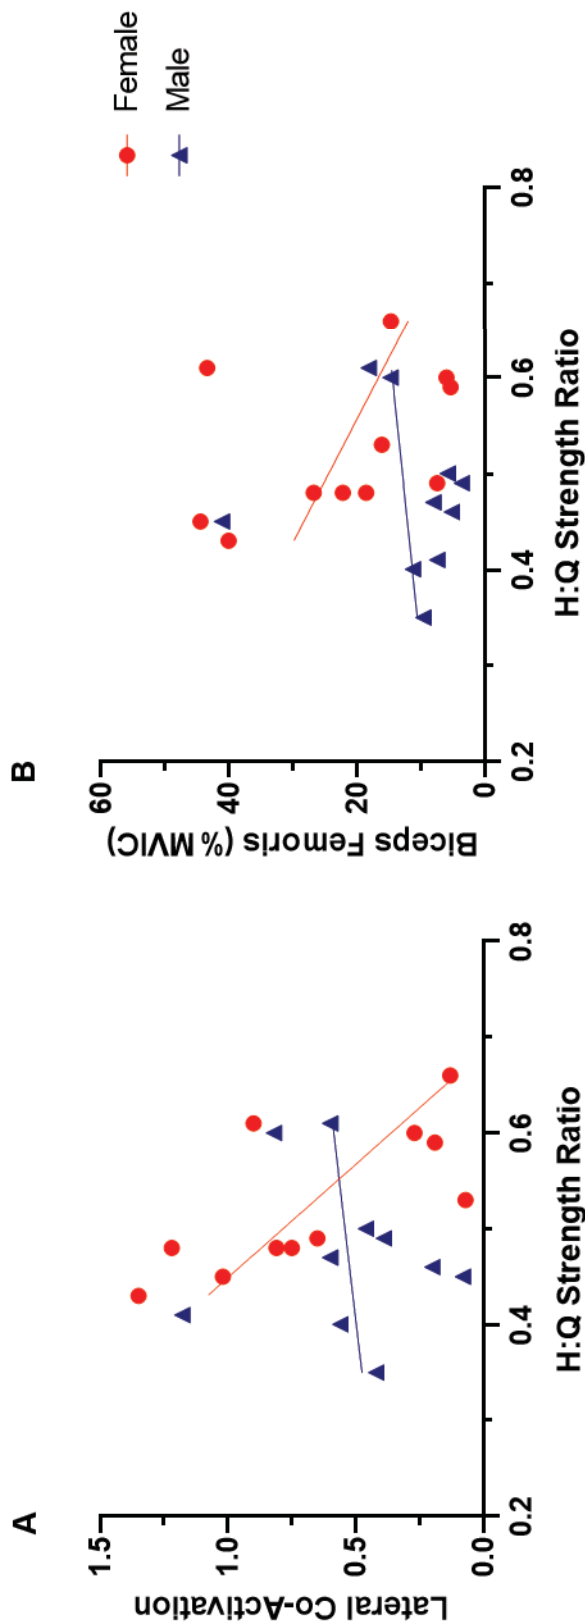 A
Lateral Co-Activation
1.5
1.0
0.5
0.0
0.2
0.4
0.6
0.8
H:Q Strength Ratio
B
Biceps Femoris (% MVIC)
60
40
20
0
0.2
0.4
0.6
0.8
H:Q Strength Ratio
Female
Male